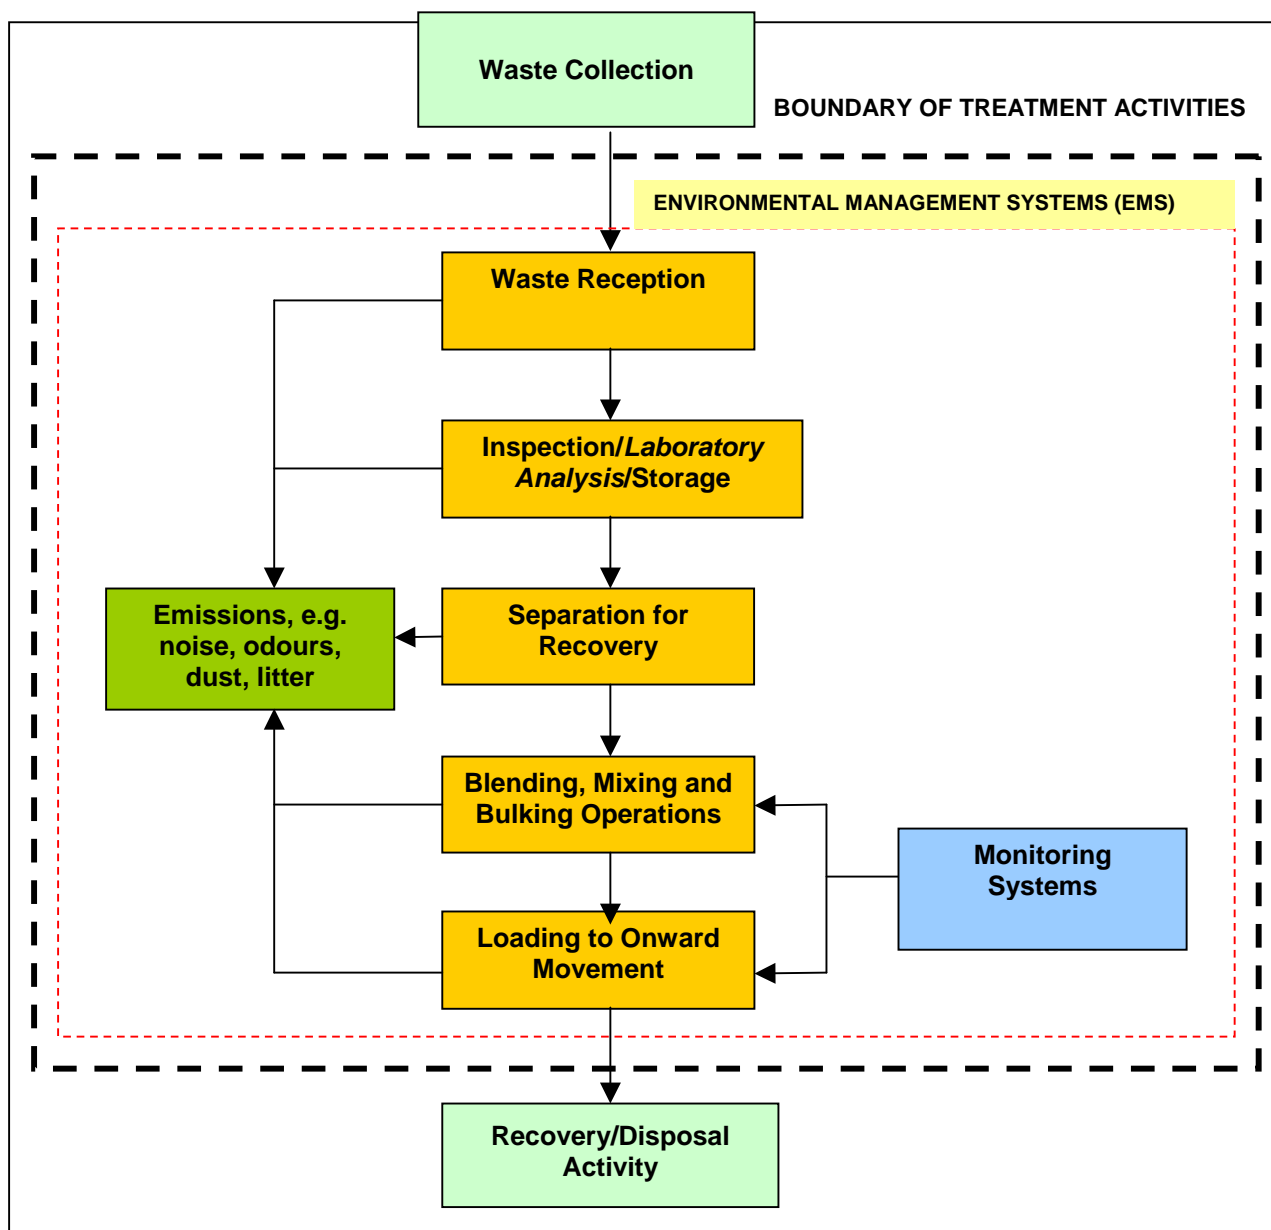 Waste Collection
BOUNDARY OF TREATMENT ACTIVITIES
ENVIRONMENTAL MANAGEMENT SYSTEMS (EMS)
Waste Reception
Inspection/Laboratory
Analysis/Storage
Emissions, e.g.
noise, odours,
dust, litter
Separation for
Recovery
Blending, Mixing and
Bulking Operations
Monitoring
Systems
Loading to Onward
Movement
Recovery/Disposal
Activity